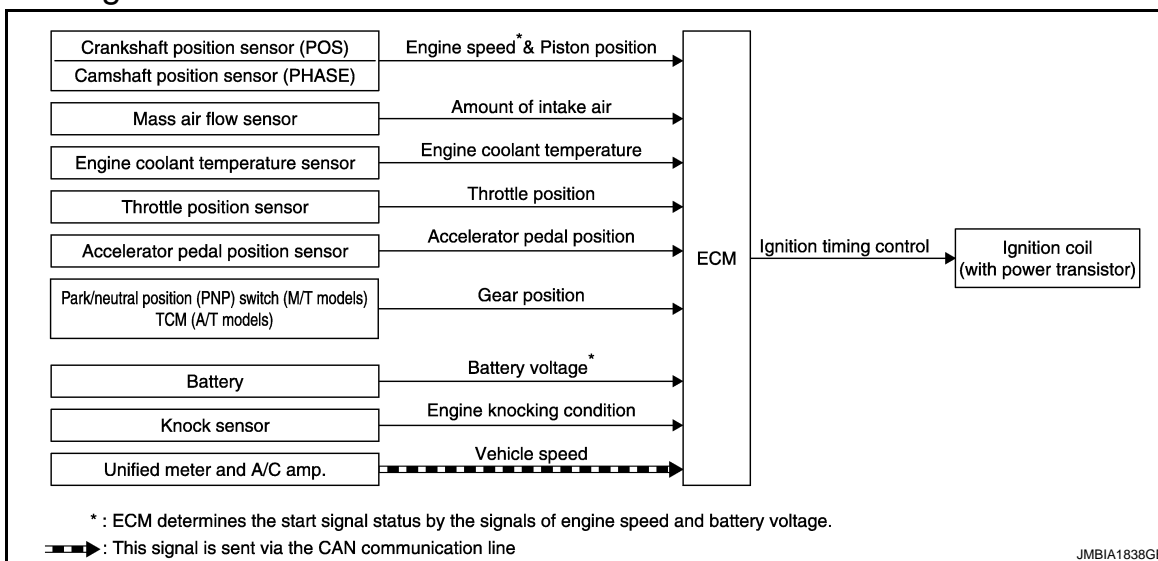 Crankshaft position sensor (POS)
Camshaft position sensor (PHASE)
Engine speed* & Piston position
Mass air flow sensor
Amount of intake air
Engine coolant temperature sensor
Engine coolant temperature
Throttle position sensor
Throttle position
Accelerator pedal position sensor
Accelerator pedal position
Park/neutral position (PNP) switch (M/T models)
TCM (A/T models)
Gear position
Battery
Battery voltage*
Knock sensor
Engine knocking condition
Unified meter and A/C amp.
Vehicle speed
ECM
Ignition timing control
Ignition coil
(with power transistor)
* : ECM determines the start signal status by the signals of engine speed and battery voltage.
: This signal is sent via the CAN communication line